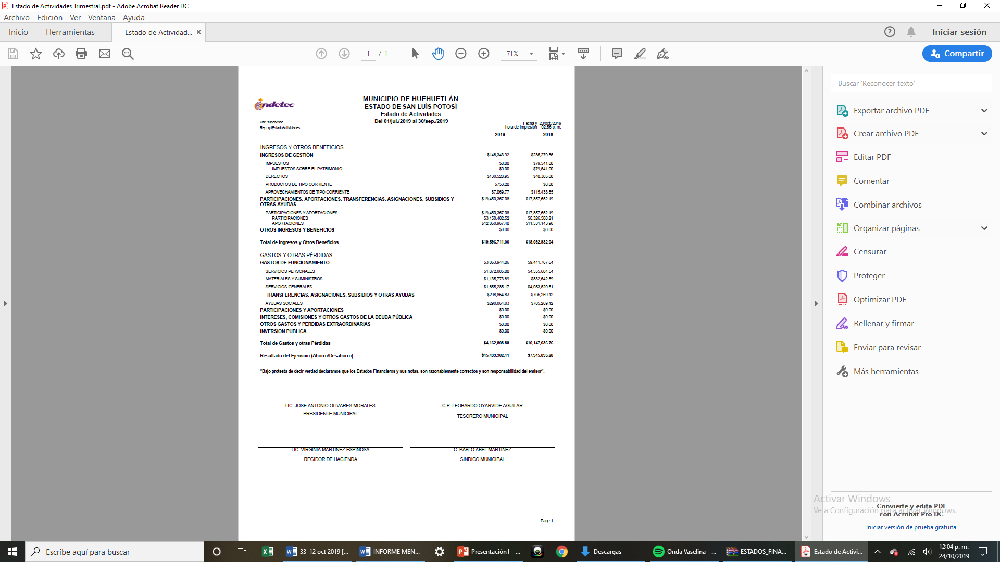 Estado de Actividades Trimestral.pdf - Adobe Acrobat Reader DC
Archivo Edición Ver Ventana Ayuda
Inicio Herramientas Estado de Actividad... ×
Iniciar sesión
1 / 1 71%
Compartir
indetec
MUNICIPIO DE HUEHUETLÁN
ESTADO DE SAN LUÍS POTOSÍ
Estado de Actividades
Del 01/jul./2019 al 30/sep./2019
Usr: supervisor
Rep: rptEstadoActividades
Fecha y 23/oct./2019
hora de Impresión 02:56 p. m.
2019 2018
INGRESOS Y OTROS BENEFICIOS
INGRESOS DE GESTIÓN $146,343.92 $235,279.85
IMPUESTOS $0.00 $79,541.00
IMPUESTOS SOBRE EL PATRIMONIO $0.00 $79,541.00
DERECHOS $138,520.95 $40,305.00
PRODUCTOS DE TIPO CORRIENTE $753.20 $0.00
APROVECHAMIENTOS DE TIPO CORRIENTE $7,069.77 $115,433.85
PARTICIPACIONES, APORTACIONES, TRANSFERENCIAS, ASIGNACIONES, SUBSIDIOS Y $19,450,367.08 $17,857,652.19
OTRAS AYUDAS
PARTICIPACIONES Y APORTACIONES $19,450,367.08 $17,857,652.19
PARTICIPACIONES $3,158,482.52 $6,326,508.21
APORTACIONES $12,868,967.40 $11,531,143.98
OTROS INGRESOS Y BENEFICIOS $0.00 $0.00
Total de Ingresos y Otros Beneficios $19,596,711.00 $18,092,932.04
GASTOS Y OTRAS PÉRDIDAS
GASTOS DE FUNCIONAMIENTO $3,863,944.06 $9,441,767.64
SERVICIOS PERSONALES $1,072,885.00 $4,555,604.54
MATERIALES Y SUMINISTROS $1,135,773.89 $832,642.59
SERVICIOS GENERALES $1,655,285.17 $4,053,520.51
TRANSFERENCIAS, ASIGNACIONES, SUBSIDIOS Y OTRAS AYUDAS $298,864.83 $705,269.12
AYUDAS SOCIALES $298,864.83 $705,269.12
PARTICIPACIONES Y APORTACIONES $0.00 $0.00
INTERESES, COMISIONES Y OTROS GASTOS DE LA DEUDA PÚBLICA $0.00 $0.00
OTROS GASTOS Y PÉRDIDAS EXTRAORDINARIAS $0.00 $0.00
INVERSIÓN PÚBLICA $0.00 $0.00
Total de Gastos y otras Pérdidas $4,162,808.89 $10,147,036.76
Resultado del Ejercicio (Ahorro/Desahorro) $15,433,902.11 $7,945,895.28
“Bajo protesta de decir verdad declaramos que los Estados Financieros y sus notas, son razonablemente correctos y son responsabilidad del emisor”.
LIC. JOSE ANTONIO OLIVARES MORALES C.P. LEOBARDO OYARVIDE AGUILAR
PRESIDENTE MUNICIPAL TESORERO MUNICIPAL
LIC. VIRGINIA MARTINEZ ESPINOSA C. PABLO ABEL MARTINEZ
REGIDOR DE HACIENDA SINDICO MUNICIPAL
Page 1
Buscar 'Reconocer texto'
Exportar archivo PDF
Crear archivo PDF
Editar PDF
Comentar
Combinar archivos
Organizar páginas
Censurar
Proteger
Optimizar PDF
Rellenar y firmar
Enviar para revisar
Más herramientas
Activar Windows
Ve a Configuración para activar Windows.
Convierte y edita PDF
con Acrobat Pro DC
Iniciar versión de prueba gratuita
Escribe aquí para buscar
33 12 oct 2019 [...
INFORME MEN...
Presentación1 - ...
Descargas
Onda Vaselina - ...
ESTADOS_FINA...
Estado de Activi...
12:04 p. m.
24/10/2019